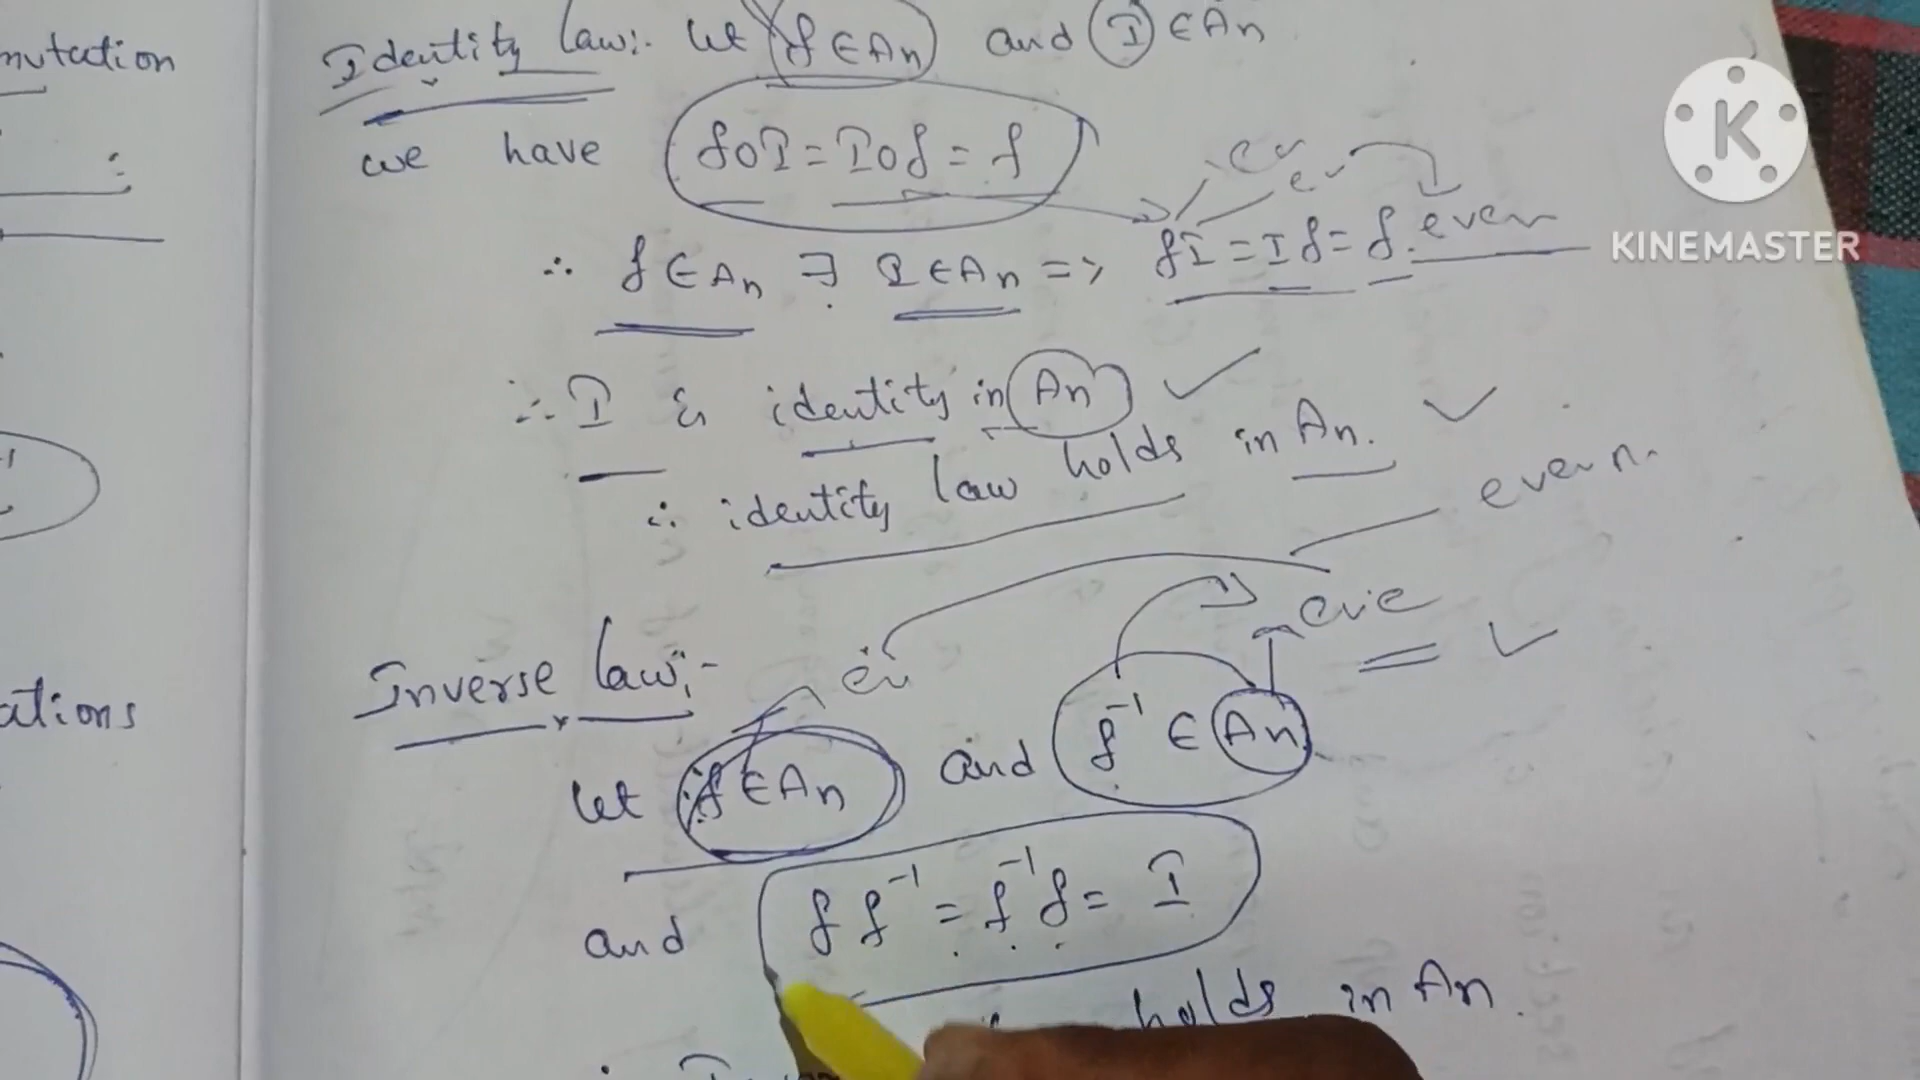 mutation
ations
Identity law:- let f ∈ An and I ∈ An
we have foI = Iof = f
∴ f ∈ An ∃ I ∈ An => fI = If = f. even
∴ I is identity in An
∴ identity law holds in An.
even
Inverse law:-
let f ∈ An and f⁻¹ ∈ An
and f f⁻¹ = f⁻¹ f = I
holds in An.
K
KINEMASTER